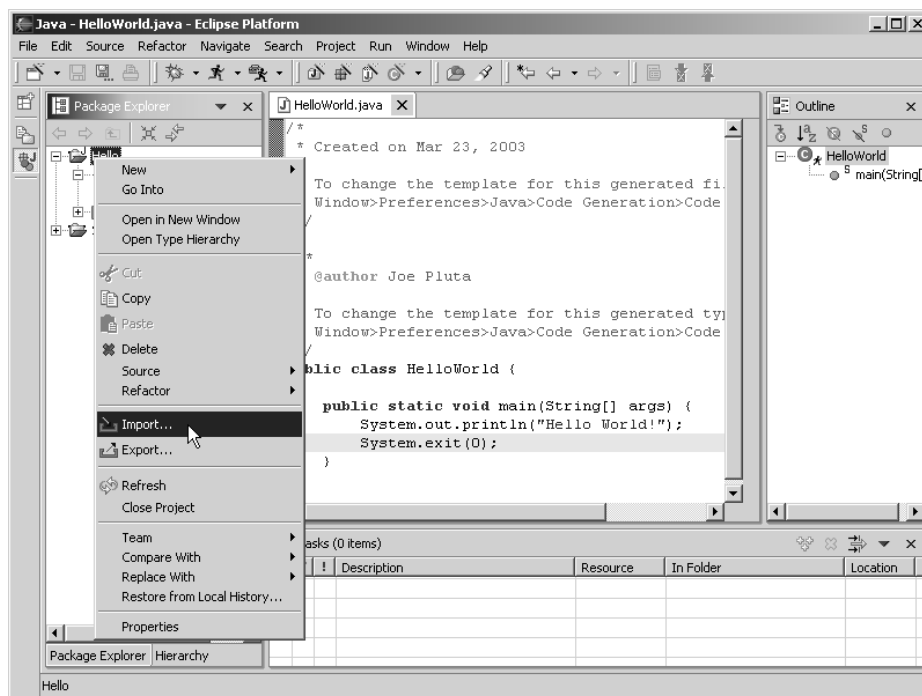 Java - HelloWorld.java - Eclipse Platform
File Edit Source Refactor Navigate Search Project Run Window Help
Package Explorer
HelloWorld.java
Outline
Hello
New
Go Into
Open in New Window
Open Type Hierarchy
Cut
Copy
Paste
Delete
Source
Refactor
Import...
Export...
Refresh
Close Project
Team
Compare With
Replace With
Restore from Local History...
Properties
Package Explorer Hierarchy
/*
* Created on Mar 23, 2003
To change the template for this generated fi
Window>Preferences>Java>Code Generation>Code
/
*
@author Joe Pluta
To change the template for this generated typ
Window>Preferences>Java>Code Generation>Code
/
blic class HelloWorld {
public static void main(String[] args) {
System.out.println("Hello World!");
System.exit(0);
}
HelloWorld
main(String[
asks (0 items)
! Description Resource In Folder Location
Hello